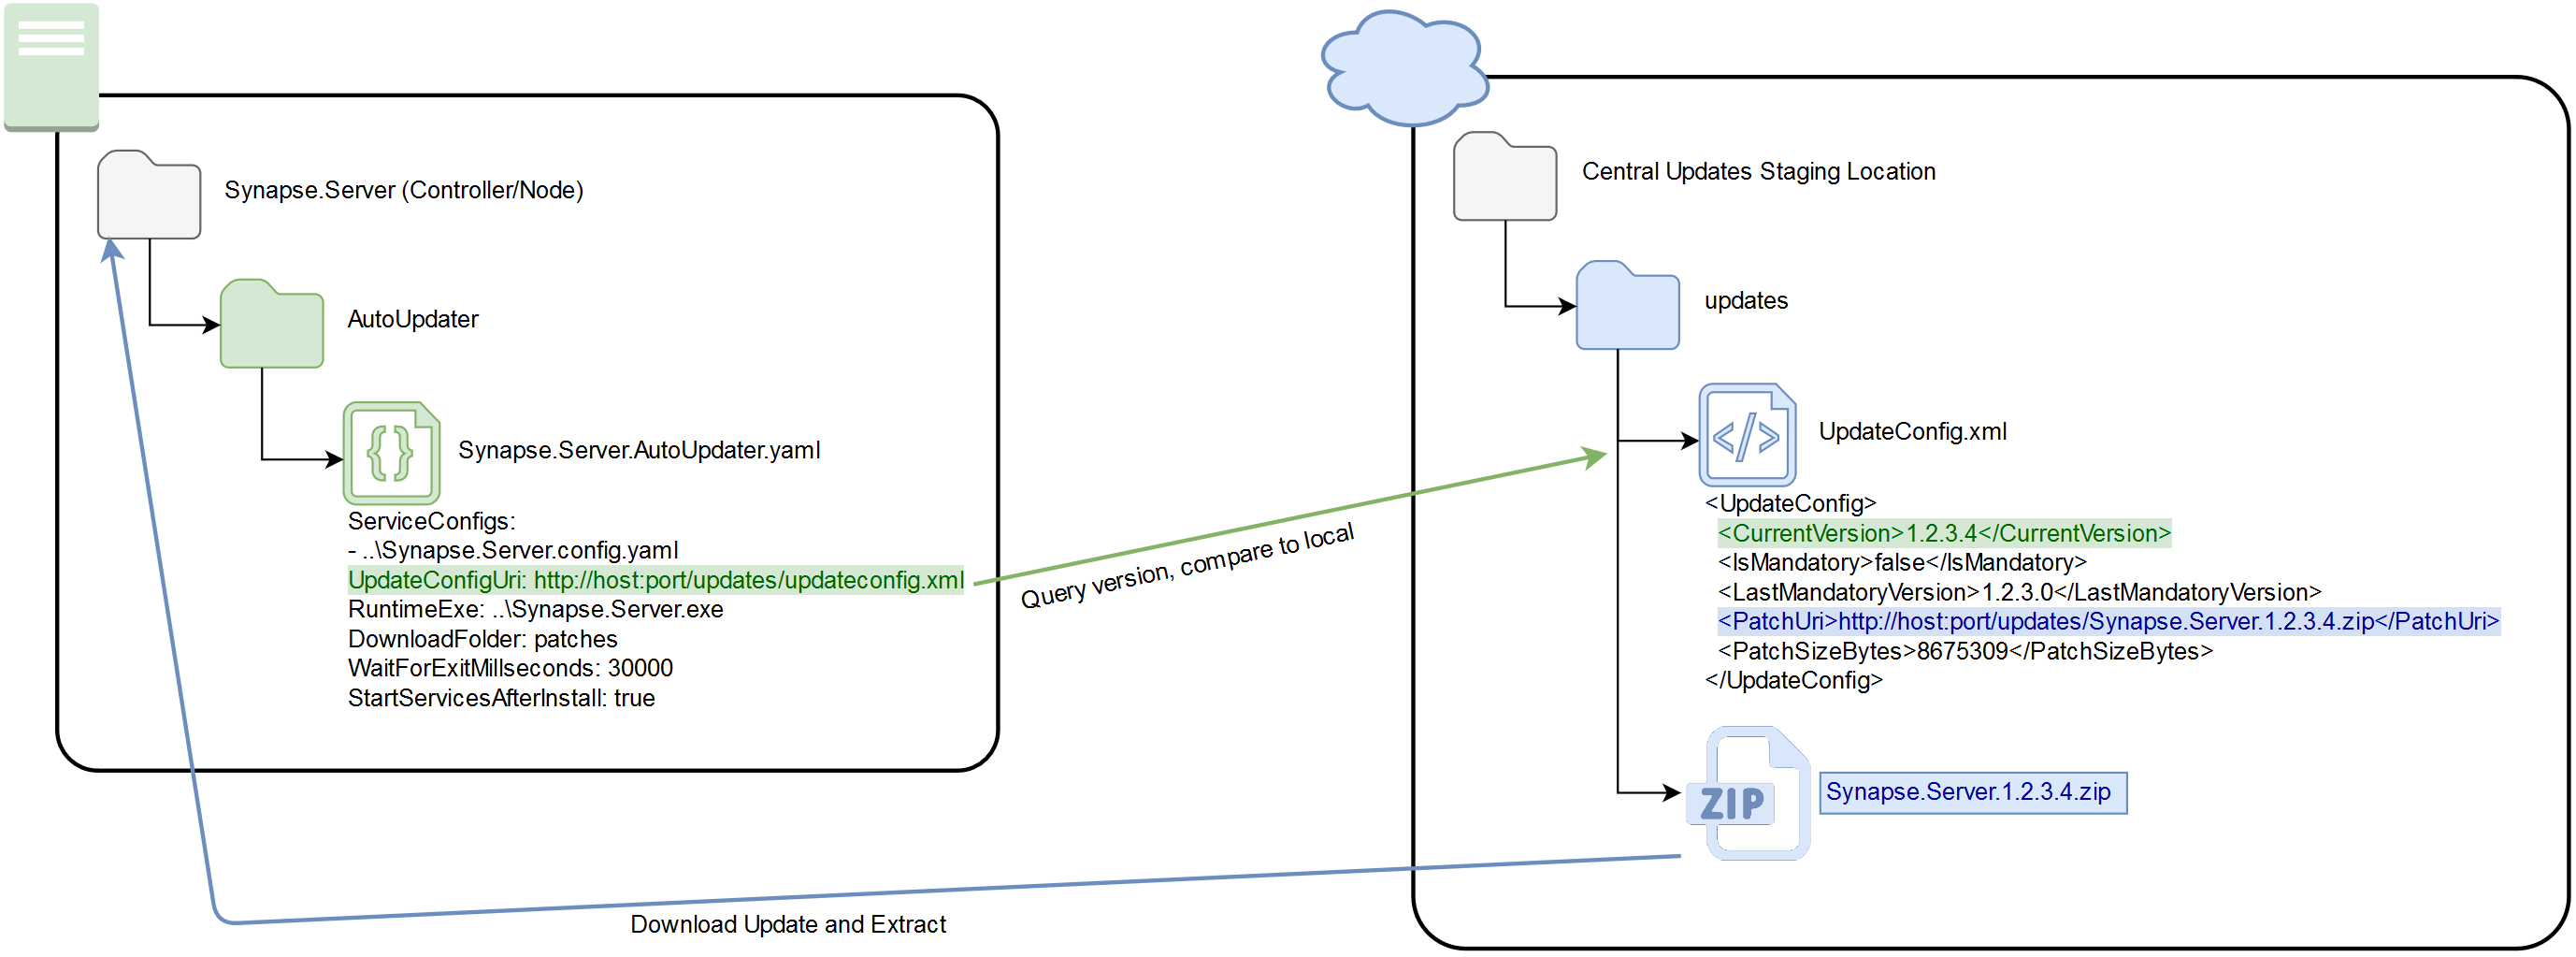 Synapse.Server (Controller/Node)
AutoUpdater
Synapse.Server.AutoUpdater.yaml
ServiceConfigs:
- ..\Synapse.Server.config.yaml
UpdateConfigUri: http://host:port/updates/updateconfig.xml
RuntimeExe: ..\Synapse.Server.exe
DownloadFolder: patches
WaitForExitMillseconds: 30000
StartServicesAfterInstall: true
Query version, compare to local
Central Updates Staging Location
updates
UpdateConfig.xml
<UpdateConfig>
<CurrentVersion>1.2.3.4</CurrentVersion>
<IsMandatory>false</IsMandatory>
<LastMandatoryVersion>1.2.3.0</LastMandatoryVersion>
<PatchUri>http://host:port/updates/Synapse.Server.1.2.3.4.zip</PatchUri>
<PatchSizeBytes>8675309</PatchSizeBytes>
</UpdateConfig>
ZIP
Synapse.Server.1.2.3.4.zip
Download Update and Extract